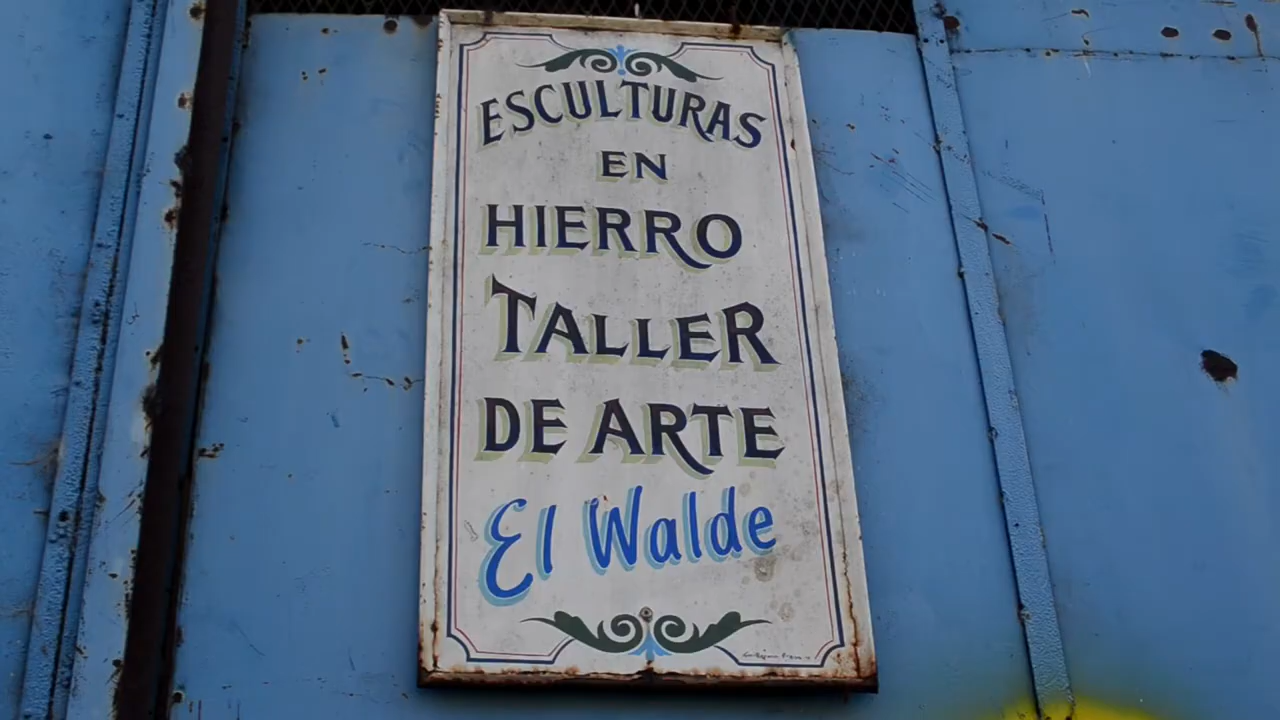 ESCULTURAS
EN
HIERRO
TALLER
DE ARTE
El Walde